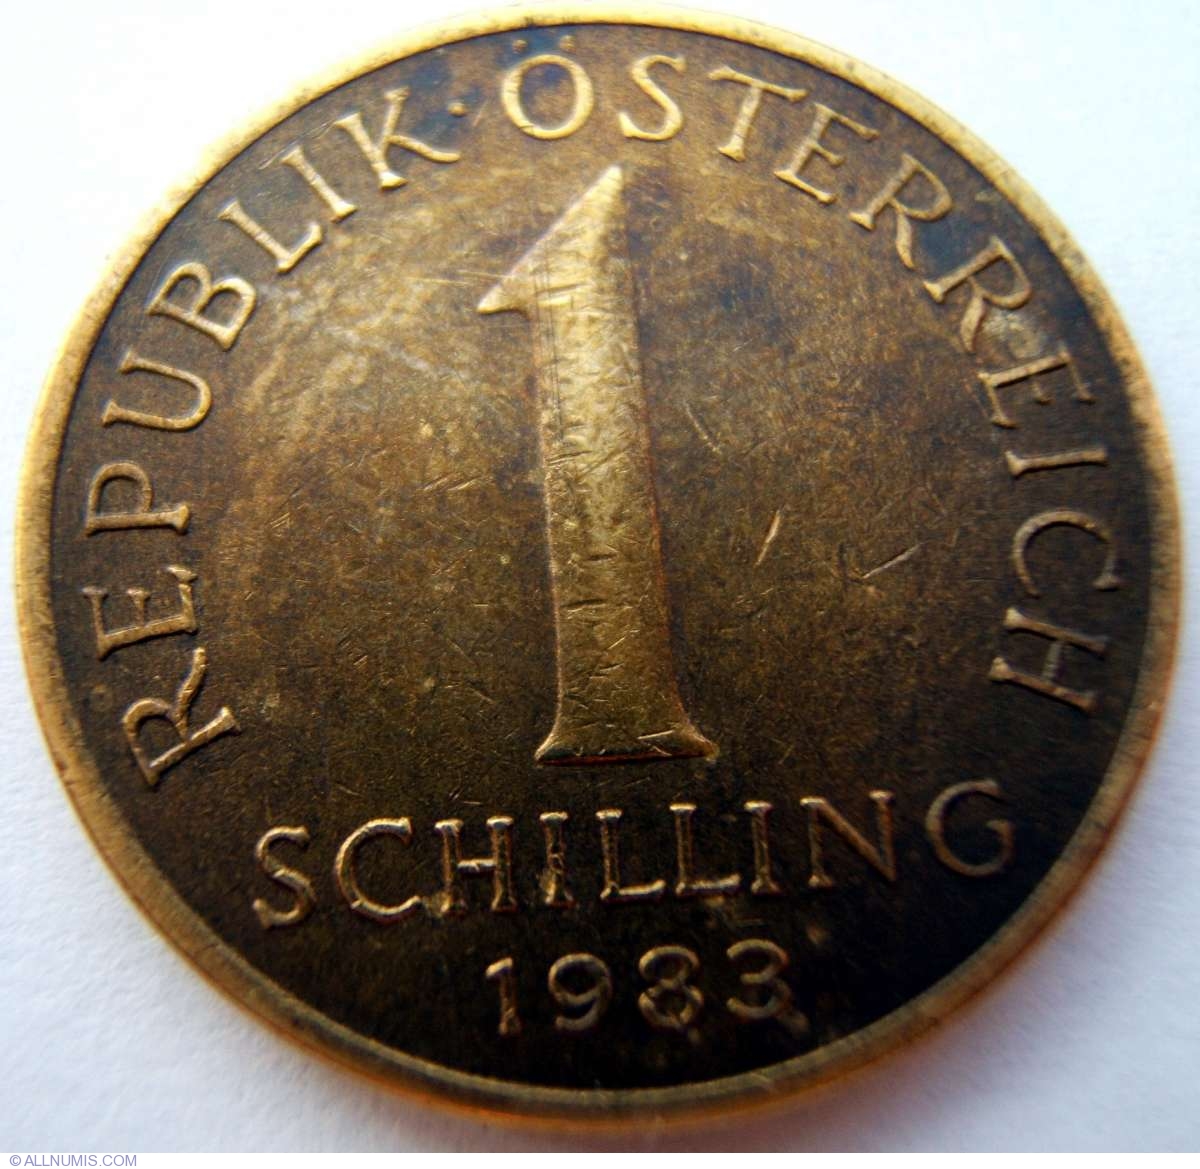 REPUBLIK · ÖSTERREICH
1
SCHILLING
1983
© ALLNUMIS.COM